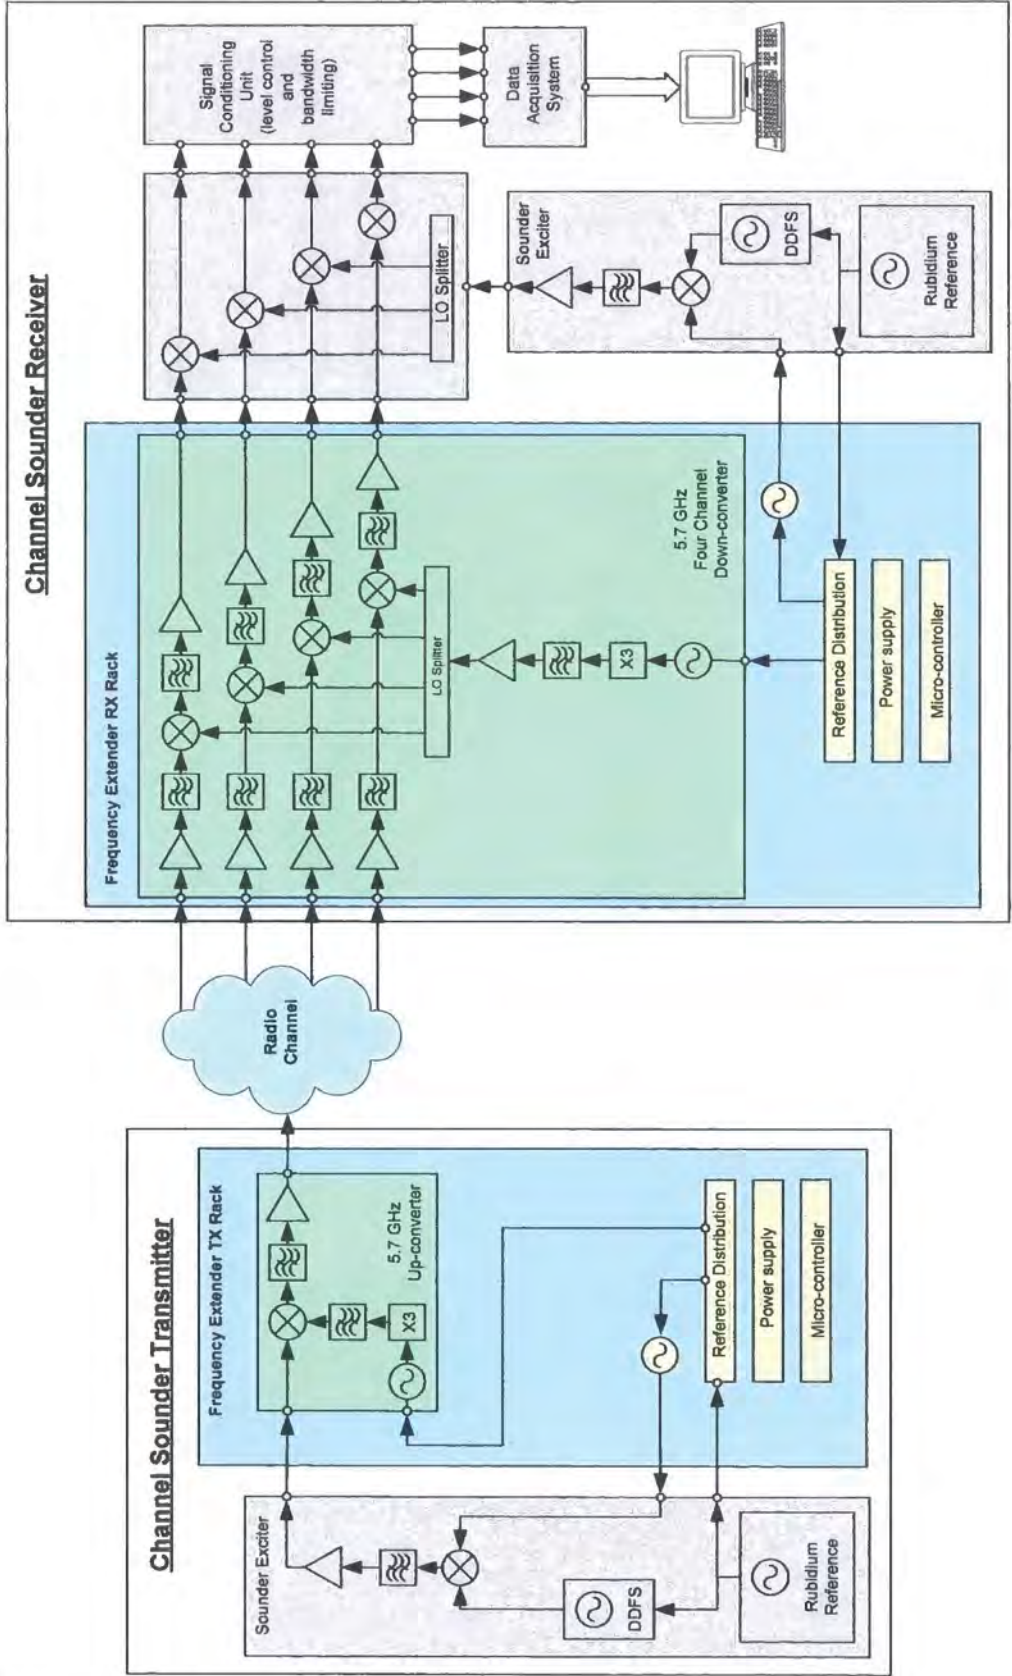 Channel Sounder Transmitter
Frequency Extender TX Rack
5.7 GHz
Up-converter
X3
Reference Distribution
Power supply
Micro-controller
Sounder Exciter
DDFS
Rubidium
Reference
Radio
Channel
Channel Sounder Receiver
Frequency Extender RX Rack
LO Splitter
X3
5.7 GHz
Four Channel
Down-converter
Reference Distribution
Power supply
Micro-controller
LO Splitter
Signal
Conditioning
Unit
(level control
and
bandwidth
limiting)
Data
Acquisition
System
Sounder
Exciter
DDFS
Rubidium
Reference